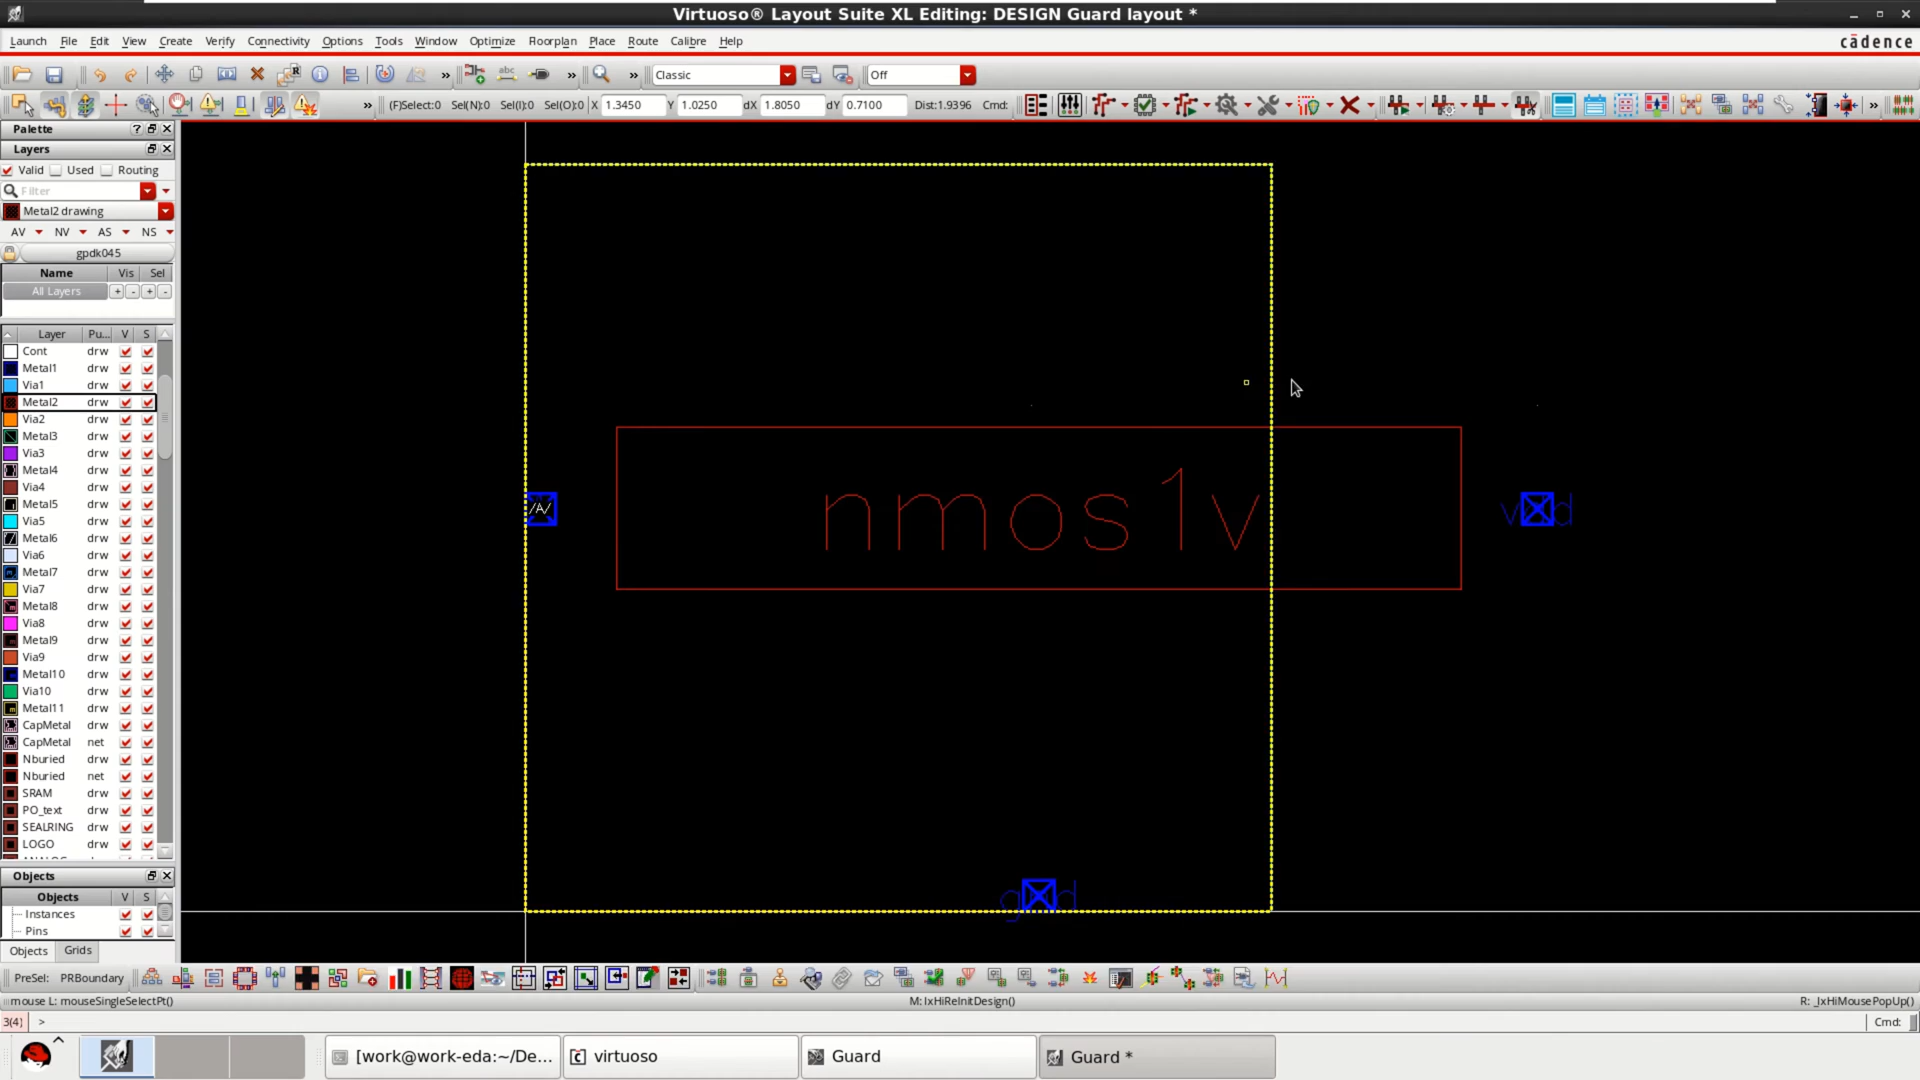 Virtuoso® Layout Suite XL Editing: DESIGN Guard layout *
Launch File Edit View Create Verify Connectivity Options Tools Window Optimize Floorplan Place Route Calibre Help
cādence
» » » Classic Off
» (F)Select:0 Sel(N):0 Sel(I):0 Sel(O):0 X 1.3450 Y 1.0250 dX 1.8050 dY 0.7100 Dist:1.9396 Cmd: »
Palette ?
Layers
Valid Used Routing
Filter
Metal2 drawing
AV NV AS NS
gpdk045
Name Vis Sel
All Layers + - + -
Layer Pu... V S
Cont drw
Metal1 drw
Via1 drw
Metal2 drw
Via2 drw
Metal3 drw
Via3 drw
Metal4 drw
Via4 drw
Metal5 drw
Via5 drw
Metal6 drw
Via6 drw
Metal7 drw
Via7 drw
Metal8 drw
Via8 drw
Metal9 drw
Via9 drw
Metal10 drw
Via10 drw
Metal11 drw
CapMetal drw
CapMetal net
Nburied drw
Nburied net
SRAM drw
PO_text drw
SEALRING drw
LOGO drw
nmos1v
Objects
Objects V S
Instances
Pins
Objects Grids
PreSel: PRBoundary
mouse L: mouseSingleSelectPt() M: lxHiReInitDesign() R: _lxHiMousePopUp()
3(4) > Cmd:
[work@work-eda:~/De... virtuoso Guard Guard *